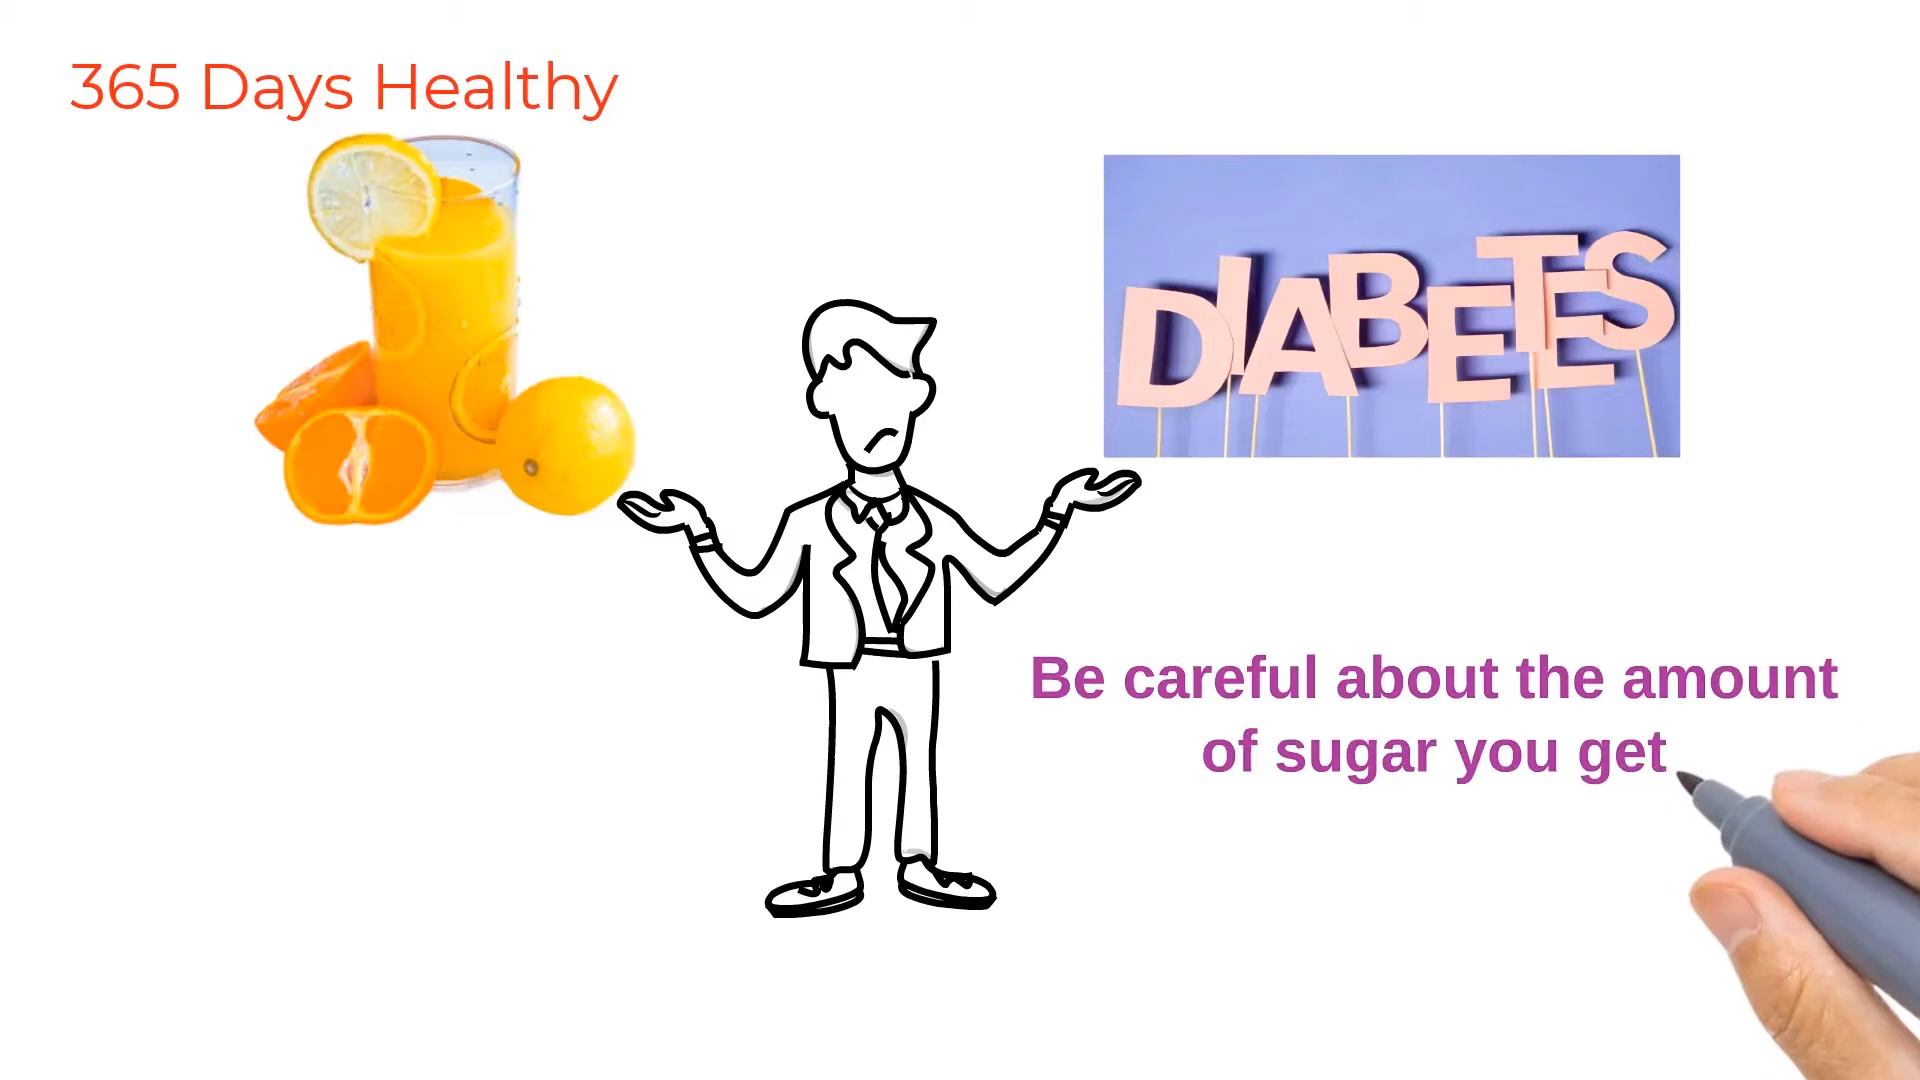 365 Days Healthy
DIABETES
Be careful about the amount
of sugar you get